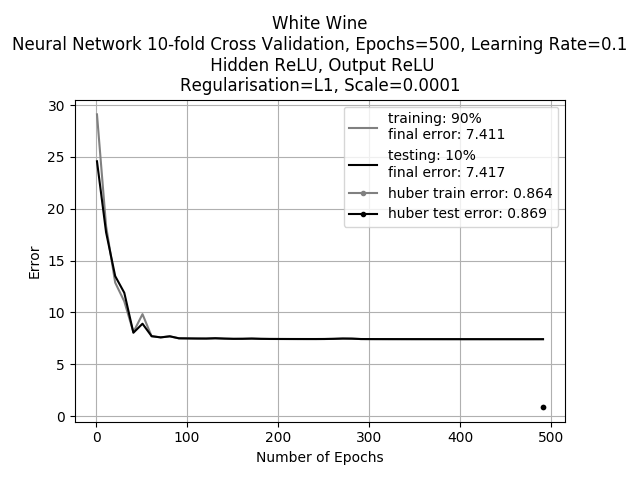 White Wine
Neural Network 10-fold Cross Validation, Epochs=500, Learning Rate=0.1
Hidden ReLU, Output ReLU
Regularisation=L1, Scale=0.0001
30
25
20
15
10
5
0
Error
training: 90%
final error: 7.411
testing: 10%
final error: 7.417
huber train error: 0.864
huber test error: 0.869
0 100 200 300 400 500
Number of Epochs